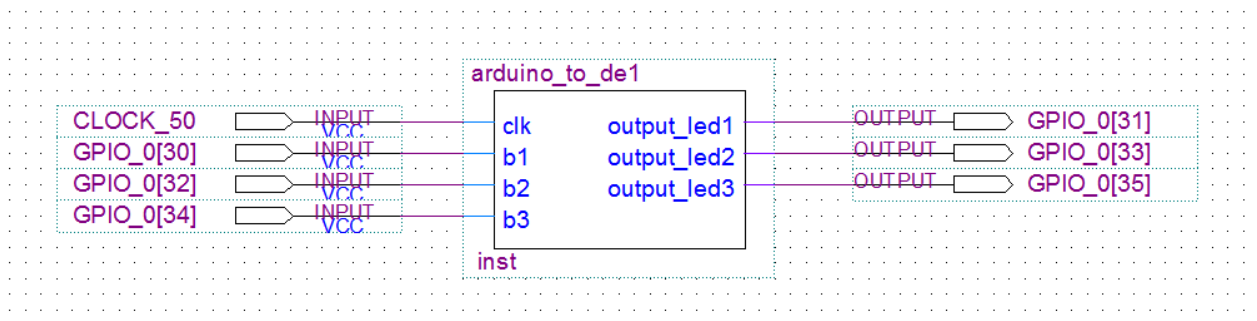 arduino_to_de1
CLOCK_50 INPUT VCC clk output_led1 OUTPUT GPIO_0[31]
GPIO_0[30] INPUT VCC b1 output_led2 OUTPUT GPIO_0[33]
GPIO_0[32] INPUT VCC b2 output_led3 OUTPUT GPIO_0[35]
GPIO_0[34] INPUT VCC b3
inst